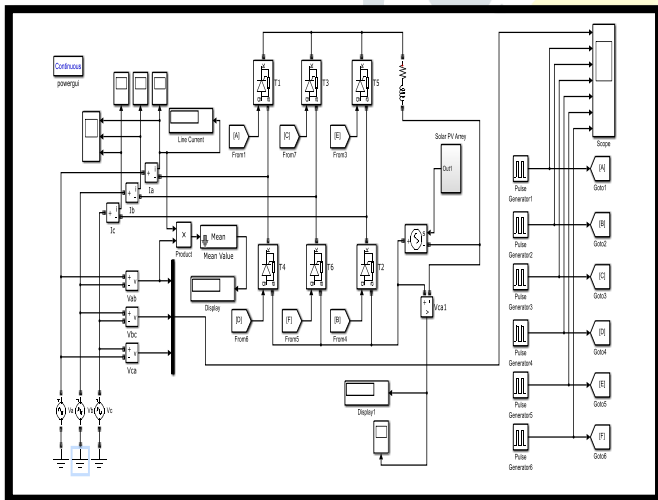 Continuous
powergui
Line Current
T1
T3
T5
[A]
From1
[C]
From7
[E]
From3
Solar PV Array
Out1
Scope
Ia
Ib
Ic
Product
Mean
Mean Value
Display
T4
T6
T2
[D]
From6
[F]
From5
[B]
From4
Vab
Vbc
Vca
Va
Vb
Vc
Vca1
Display1
Pulse
Generator1
[A]
Goto1
Pulse
Generator2
[B]
Goto2
Pulse
Generator3
[C]
Goto3
Pulse
Generator4
[D]
Goto4
Pulse
Generator5
[E]
Goto5
Pulse
Generator6
[F]
Goto6